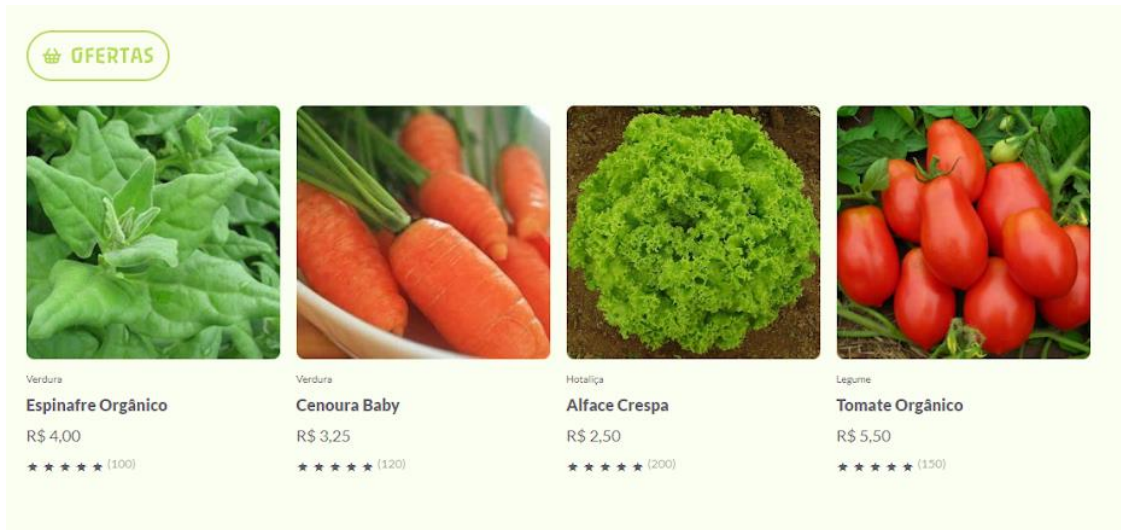 OFERTAS
Verdura
Espinafre Orgânico
R$ 4,00
★ ★ ★ ★ ★ (100)
Verdura
Cenoura Baby
R$ 3,25
★ ★ ★ ★ ★ (120)
Hotaliça
Alface Crespa
R$ 2,50
★ ★ ★ ★ ★ (200)
Legume
Tomate Orgânico
R$ 5,50
★ ★ ★ ★ ★ (150)